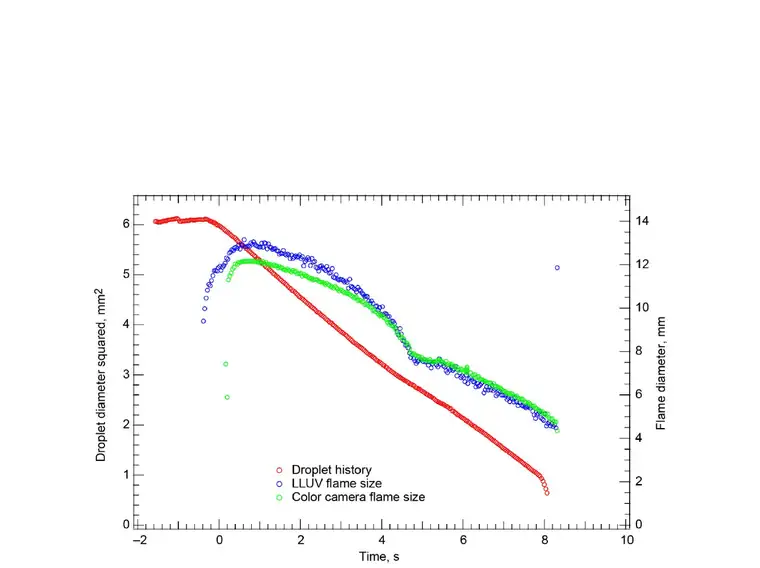 6
5
4
3
2
1
0
Droplet diameter squared, mm2
14
12
10
8
6
4
2
0
Flame diameter, mm
Droplet history
LLUV flame size
Color camera flame size
–2 0 2 4 6 8 10
Time, s